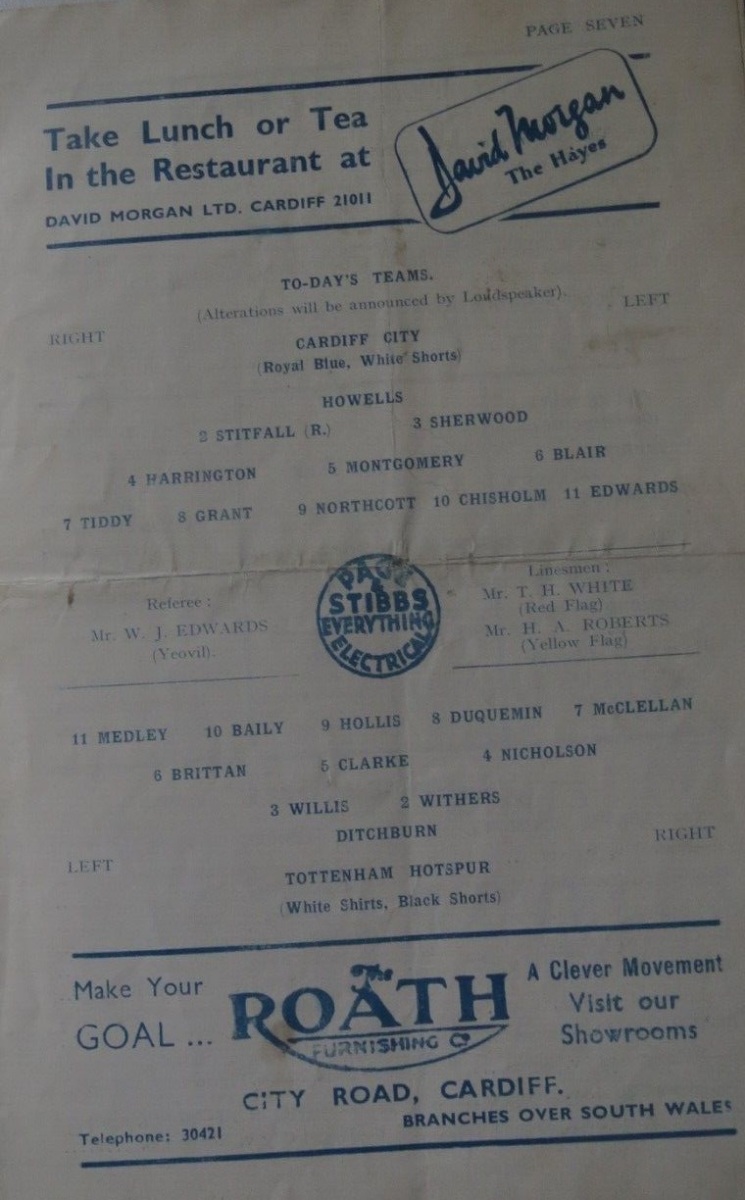 PAGE SEVEN
Take Lunch or Tea
In the Restaurant at
DAVID MORGAN LTD. CARDIFF 21011
David Morgan
The Hayes
TO-DAY'S TEAMS.
(Alterations will be announced by Loudspeaker).
RIGHT LEFT
CARDIFF CITY
(Royal Blue, White Shorts)
HOWELLS
2 STITFALL (R.) 3 SHERWOOD
4 HARRINGTON 5 MONTGOMERY 6 BLAIR
7 TIDDY 8 GRANT 9 NORTHCOTT 10 CHISHOLM 11 EDWARDS
Referee :
Mr. W. J. EDWARDS
(Yeovil).
PAGE
&
STIBBS
EVERYTHING
ELECTRICAL
Linesmen :
Mr. T. H. WHITE
(Red Flag)
Mr. H. A. ROBERTS
(Yellow Flag)
11 MEDLEY 10 BAILY 9 HOLLIS 8 DUQUEMIN 7 McCLELLAN
6 BRITTAN 5 CLARKE 4 NICHOLSON
3 WILLIS 2 WITHERS
DITCHBURN
LEFT RIGHT
TOTTENHAM HOTSPUR
(White Shirts, Black Shorts)
Make Your
GOAL ...
The
ROATH
FURNISHING CO
A Clever Movement
Visit our
Showrooms
CITY ROAD, CARDIFF.
BRANCHES OVER SOUTH WALES
Telephone: 30421